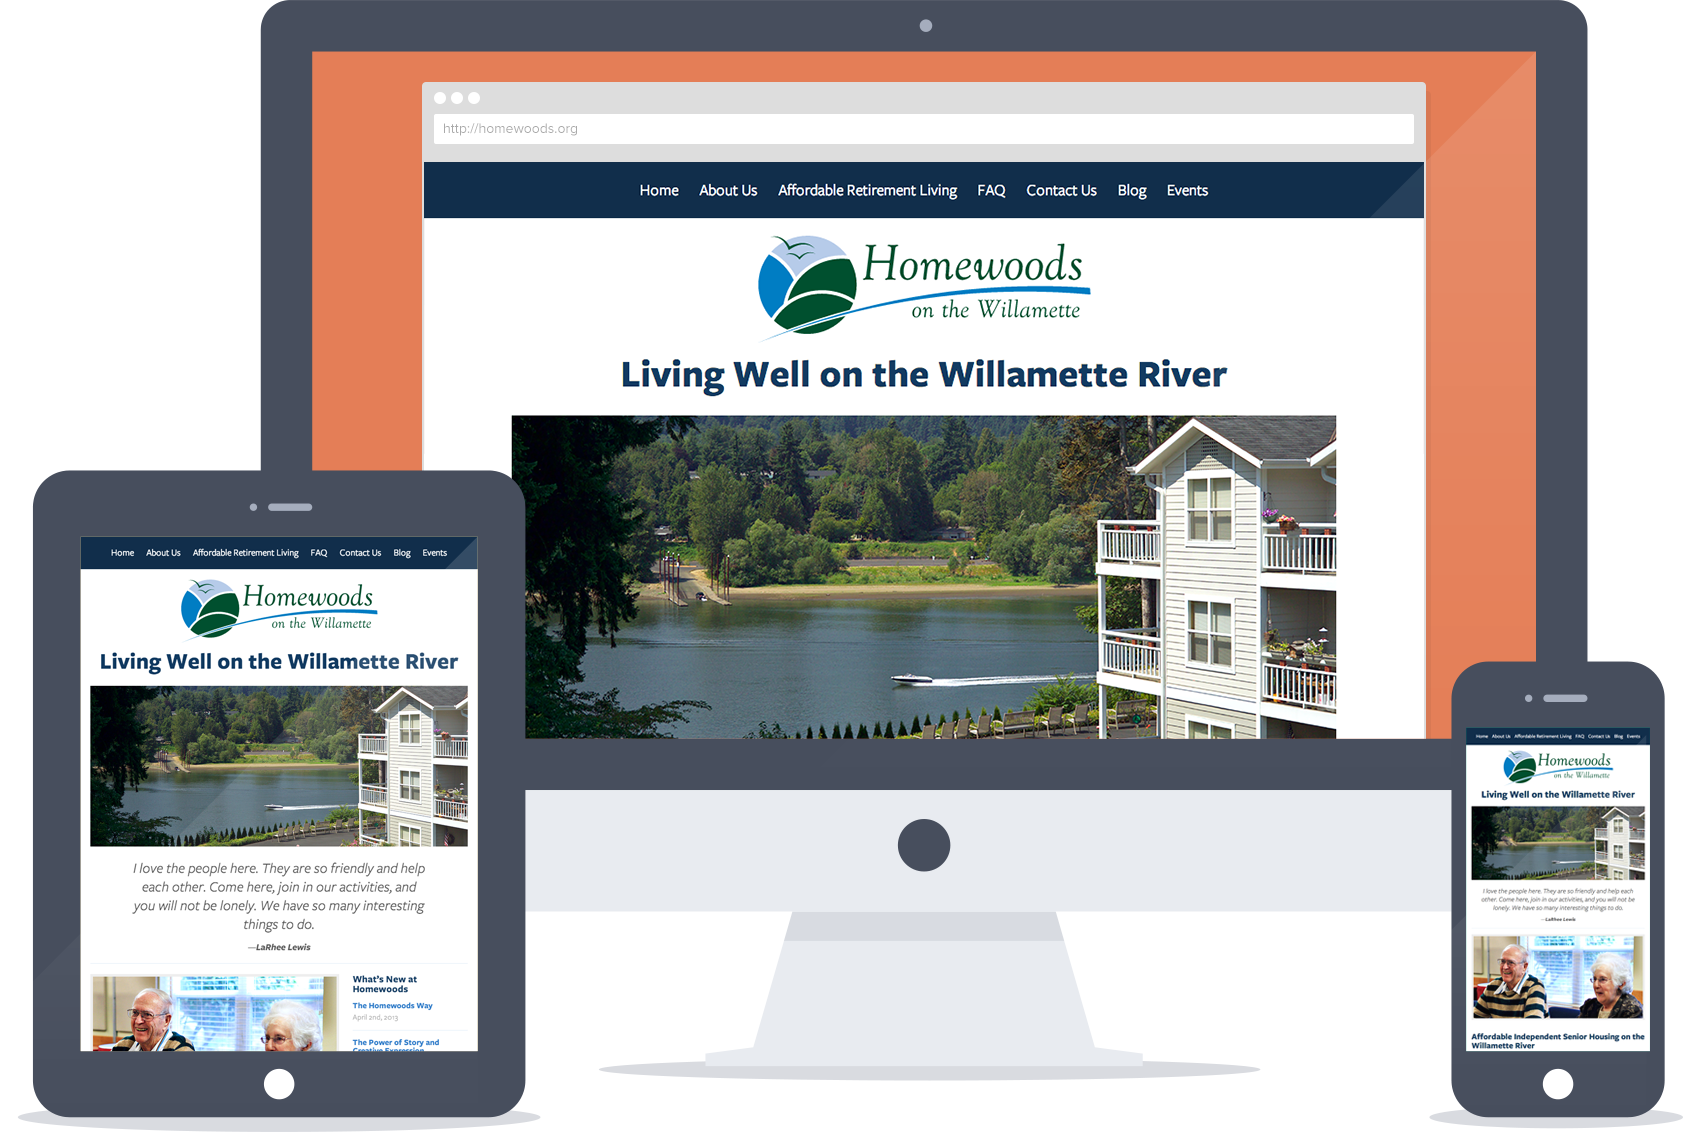 http://homewoods.org
Home About Us Affordable Retirement Living FAQ Contact Us Blog Events
Homewoods
on the Willamette
Living Well on the Willamette River
Home About Us Affordable Retirement Living FAQ Contact Us Blog Events
Homewoods
on the Willamette
Living Well on the Willamette River
I love the people here. They are so friendly and help
each other. Come here, join in our activities, and
you will not be lonely. We have so many interesting
things to do.
—LaRhee Lewis
What's New at
Homewoods
The Homewoods Way
April 2nd, 2013
The Power of Story and
Creative Expression
Home About Us Affordable Retirement Living FAQ Contact Us Blog Events
Homewoods
on the Willamette
Living Well on the Willamette River
I love the people here. They are so friendly and help each
other. Come here, join in our activities, and you will not be
lonely. We have so many interesting things to do.
—LaRhee Lewis
Affordable Independent Senior Housing on the
Willamette River